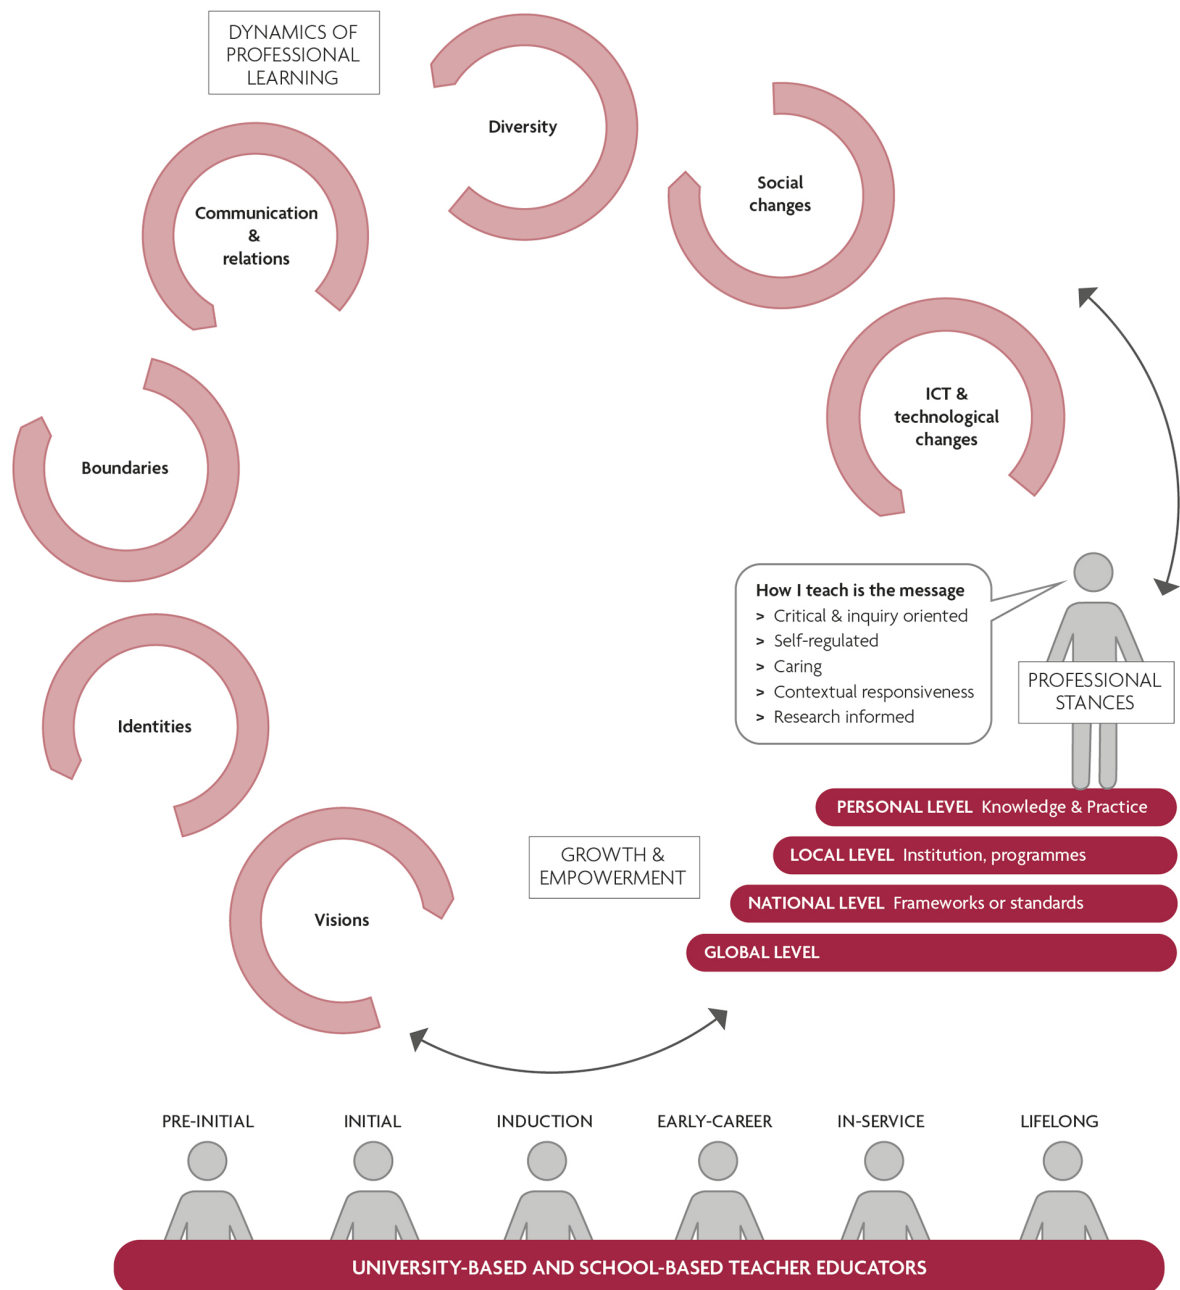 DYNAMICS OF
PROFESSIONAL
LEARNING
Diversity
Social
changes
Communication
&
relations
ICT &
technological
changes
Boundaries
Identities
Visions
How I teach is the message
> Critical & inquiry oriented
> Self-regulated
> Caring
> Contextual responsiveness
> Research informed
PROFESSIONAL
STANCES
GROWTH &
EMPOWERMENT
PERSONAL LEVEL Knowledge & Practice
LOCAL LEVEL Institution, programmes
NATIONAL LEVEL Frameworks or standards
GLOBAL LEVEL
PRE-INITIAL INITIAL INDUCTION EARLY-CAREER IN-SERVICE LIFELONG
UNIVERSITY-BASED AND SCHOOL-BASED TEACHER EDUCATORS